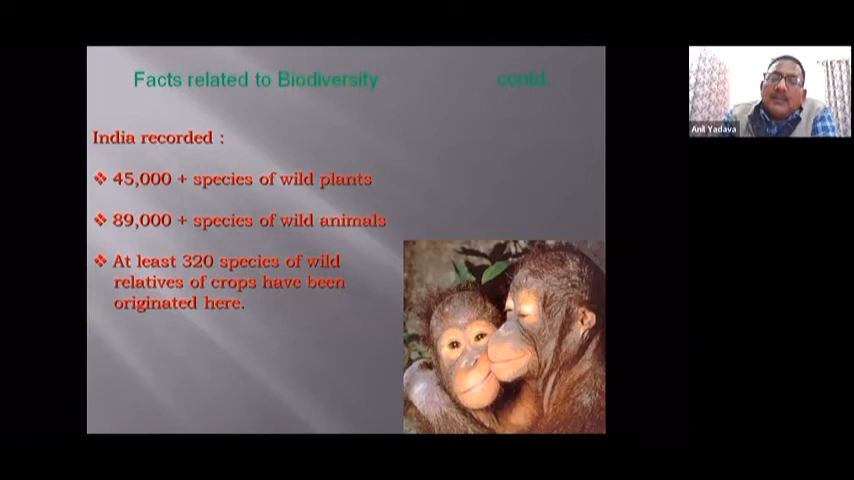 Facts related to Biodiversity contd..
India recorded :
❖ 45,000 + species of wild plants
❖ 89,000 + species of wild animals
❖ At least 320 species of wild
relatives of crops have been
originated here.
Anil Yadava